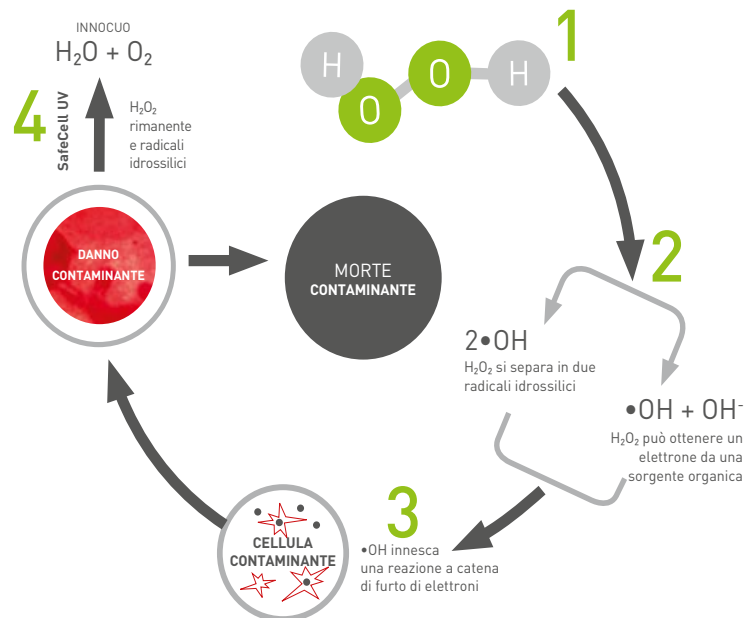 1
H
O
O
H
2
2•OH
H₂O₂ si separa in due
radicali idrossilici
•OH + OH⁻
H₂O₂ può ottenere un
elettrone da una
sorgente organica
3
•OH innesca
una reazione a catena
di furto di elettroni
CELLULA
CONTAMINANTE
DANNO
CONTAMINANTE
MORTE
CONTAMINANTE
4
SafeCell UV
H₂O₂
rimanente
e radicali
idrossilici
INNOCUO
H₂O + O₂